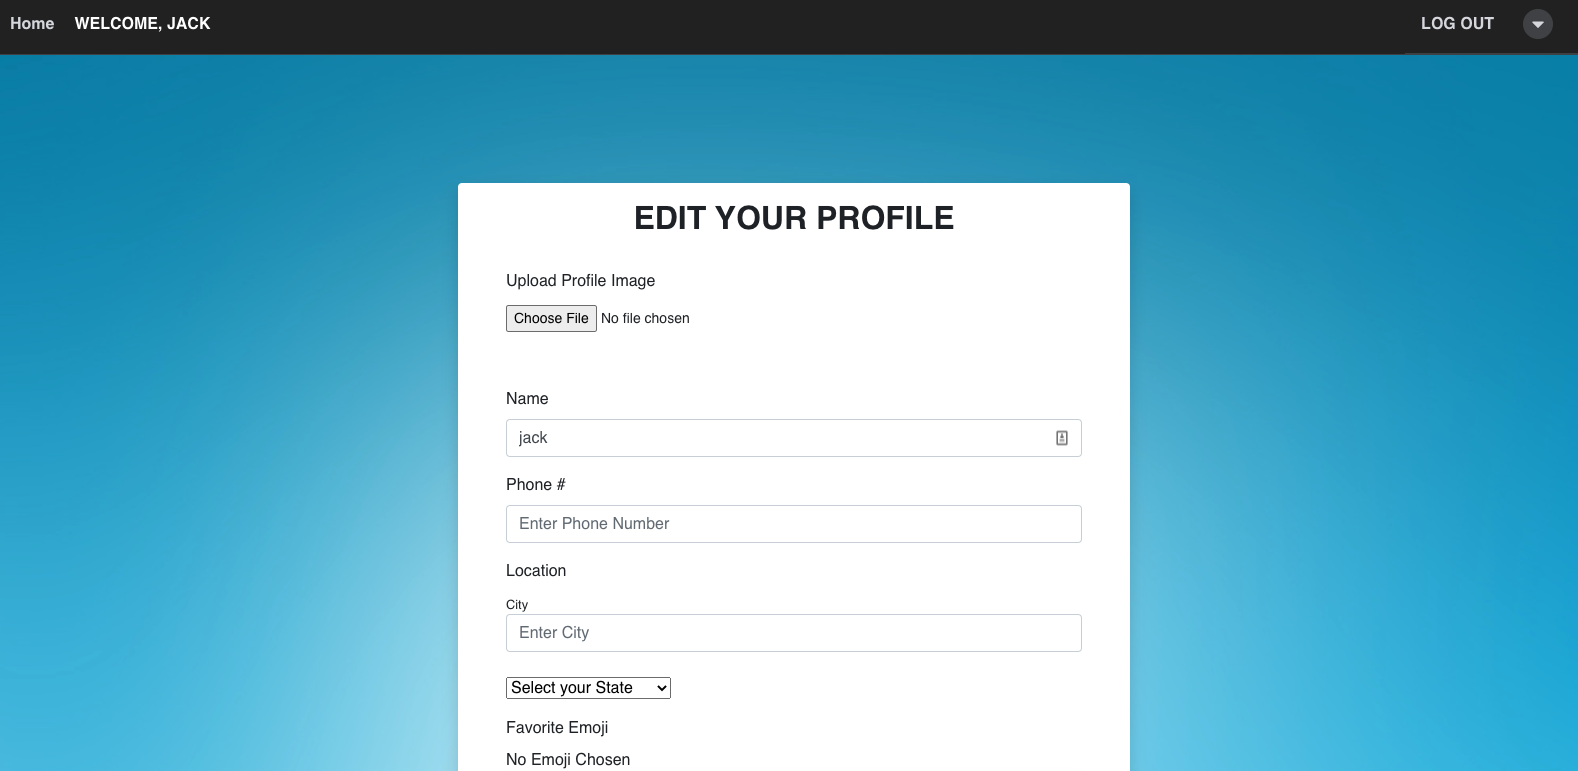 Home WELCOME, JACK LOG OUT
EDIT YOUR PROFILE
Upload Profile Image
Choose File No file chosen
Name
jack
Phone #
Enter Phone Number
Location
City
Enter City
Select your State
Favorite Emoji
No Emoji Chosen